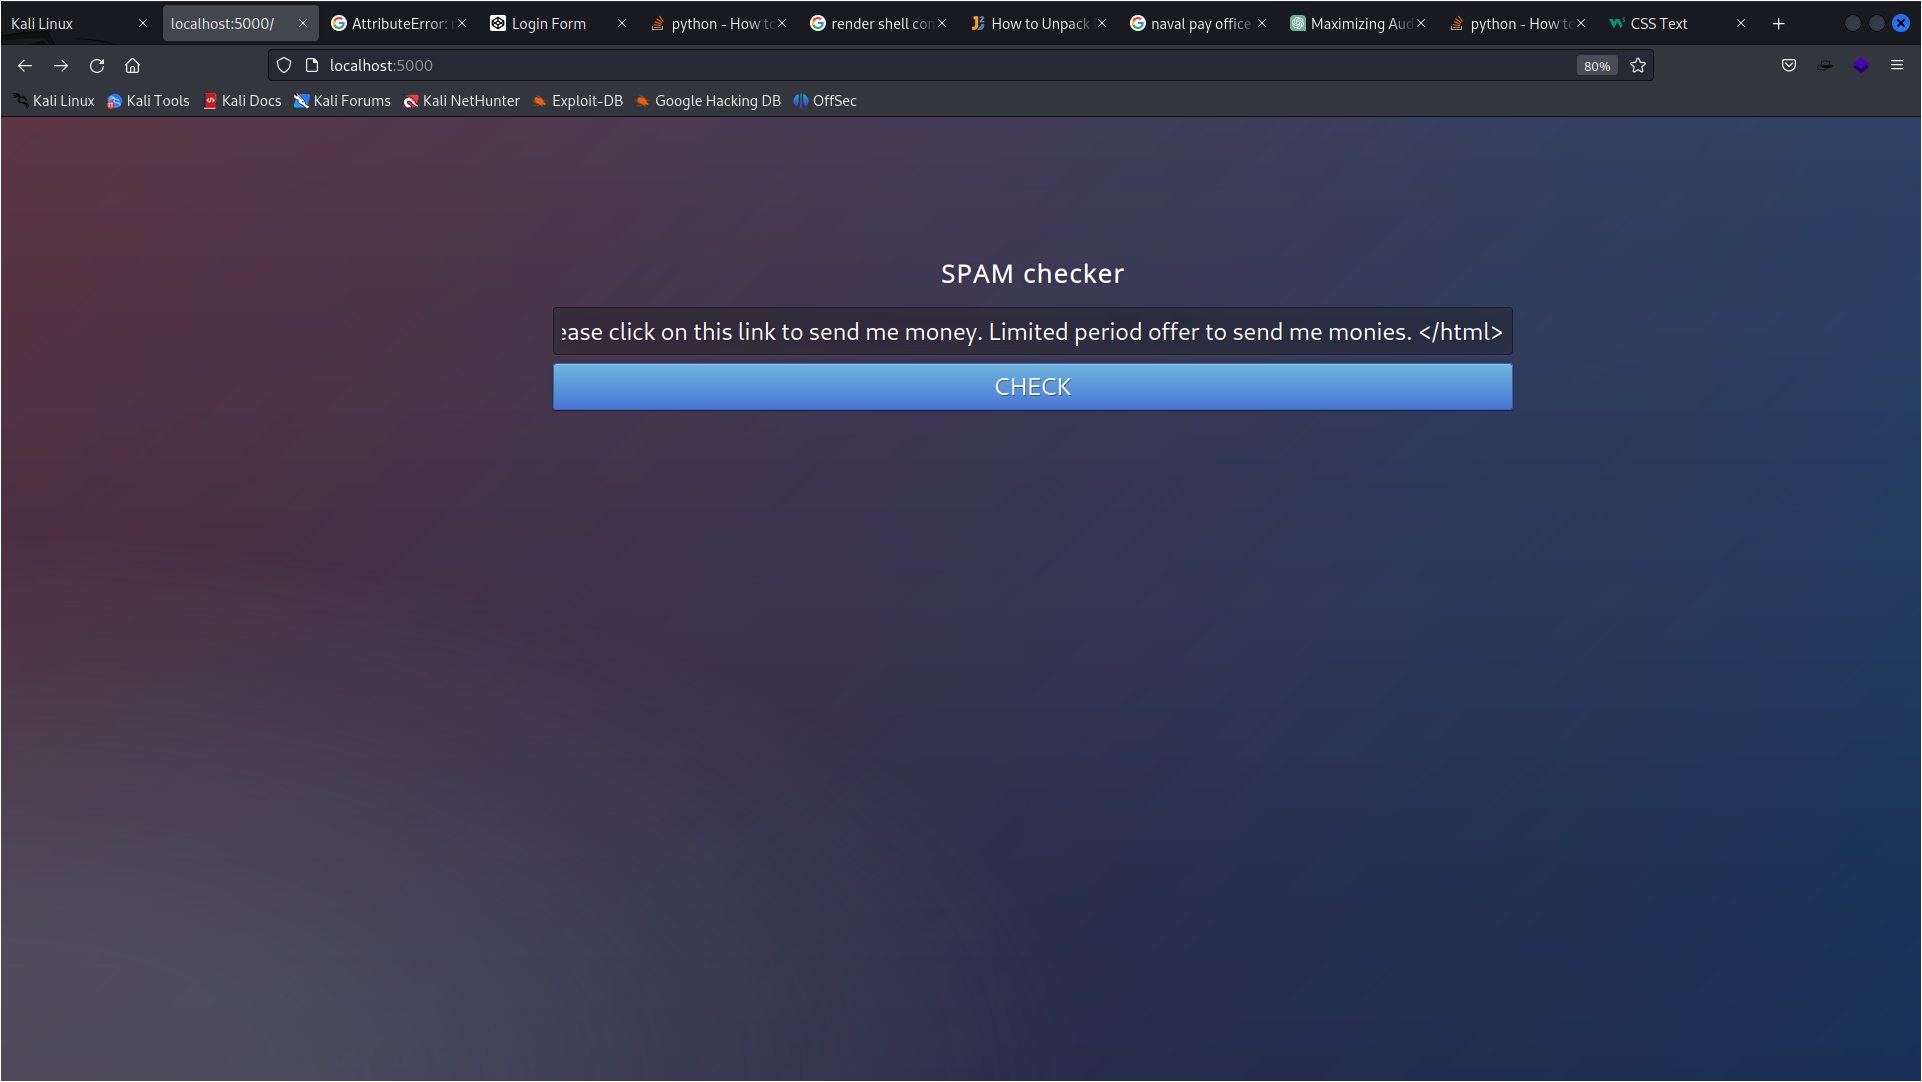 Kali Linux
localhost:5000/
AttributeError:
Login Form
python - How to
render shell con
How to Unpack
naval pay office
Maximizing Aud
python - How to
CSS Text
localhost:5000
80%
Kali Linux
Kali Tools
Kali Docs
Kali Forums
Kali NetHunter
Exploit-DB
Google Hacking DB
OffSec
SPAM checker
ease click on this link to send me money. Limited period offer to send me monies. </html>
CHECK